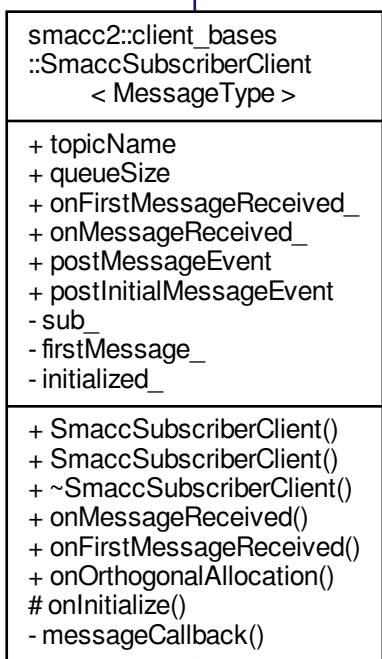 smacc2::client_bases
::SmaccSubscriberClient
< MessageType >
+ topicName
+ queueSize
+ onFirstMessageReceived_
+ onMessageReceived_
+ postMessageEvent
+ postInitialMessageEvent
- sub_
- firstMessage_
- initialized_
+ SmaccSubscriberClient()
+ SmaccSubscriberClient()
+ ~SmaccSubscriberClient()
+ onMessageReceived()
+ onFirstMessageReceived()
+ onOrthogonalAllocation()
# onInitialize()
- messageCallback()